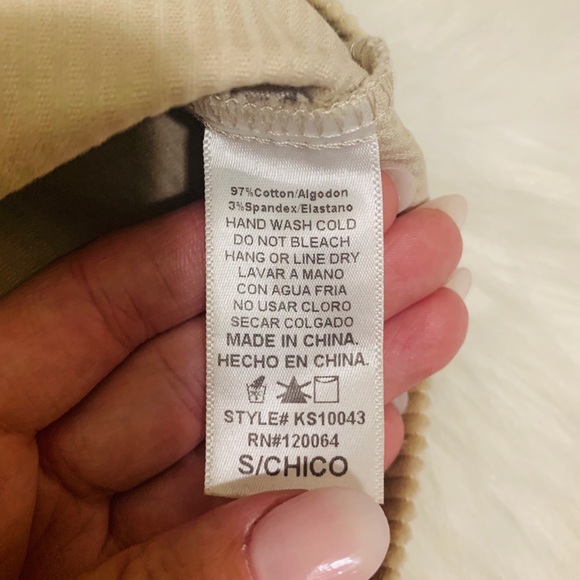 97%Cotton/Algodon
3%Spandex/Elastano
HAND WASH COLD
DO NOT BLEACH
HANG OR LINE DRY
LAVAR A MANO
CON AGUA FRIA
NO USAR CLORO
SECAR COLGADO
MADE IN CHINA.
HECHO EN CHINA.
STYLE# KS10043
RN#120064
S/CHICO